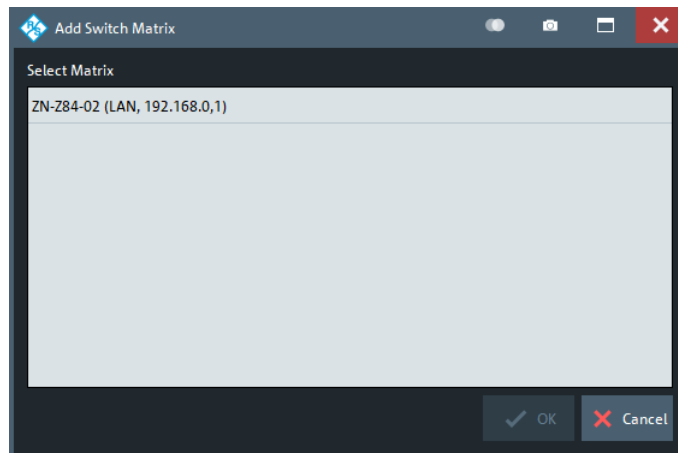 Add Switch Matrix
Select Matrix
ZN-Z84-02 (LAN, 192.168.0,1)
OK
Cancel